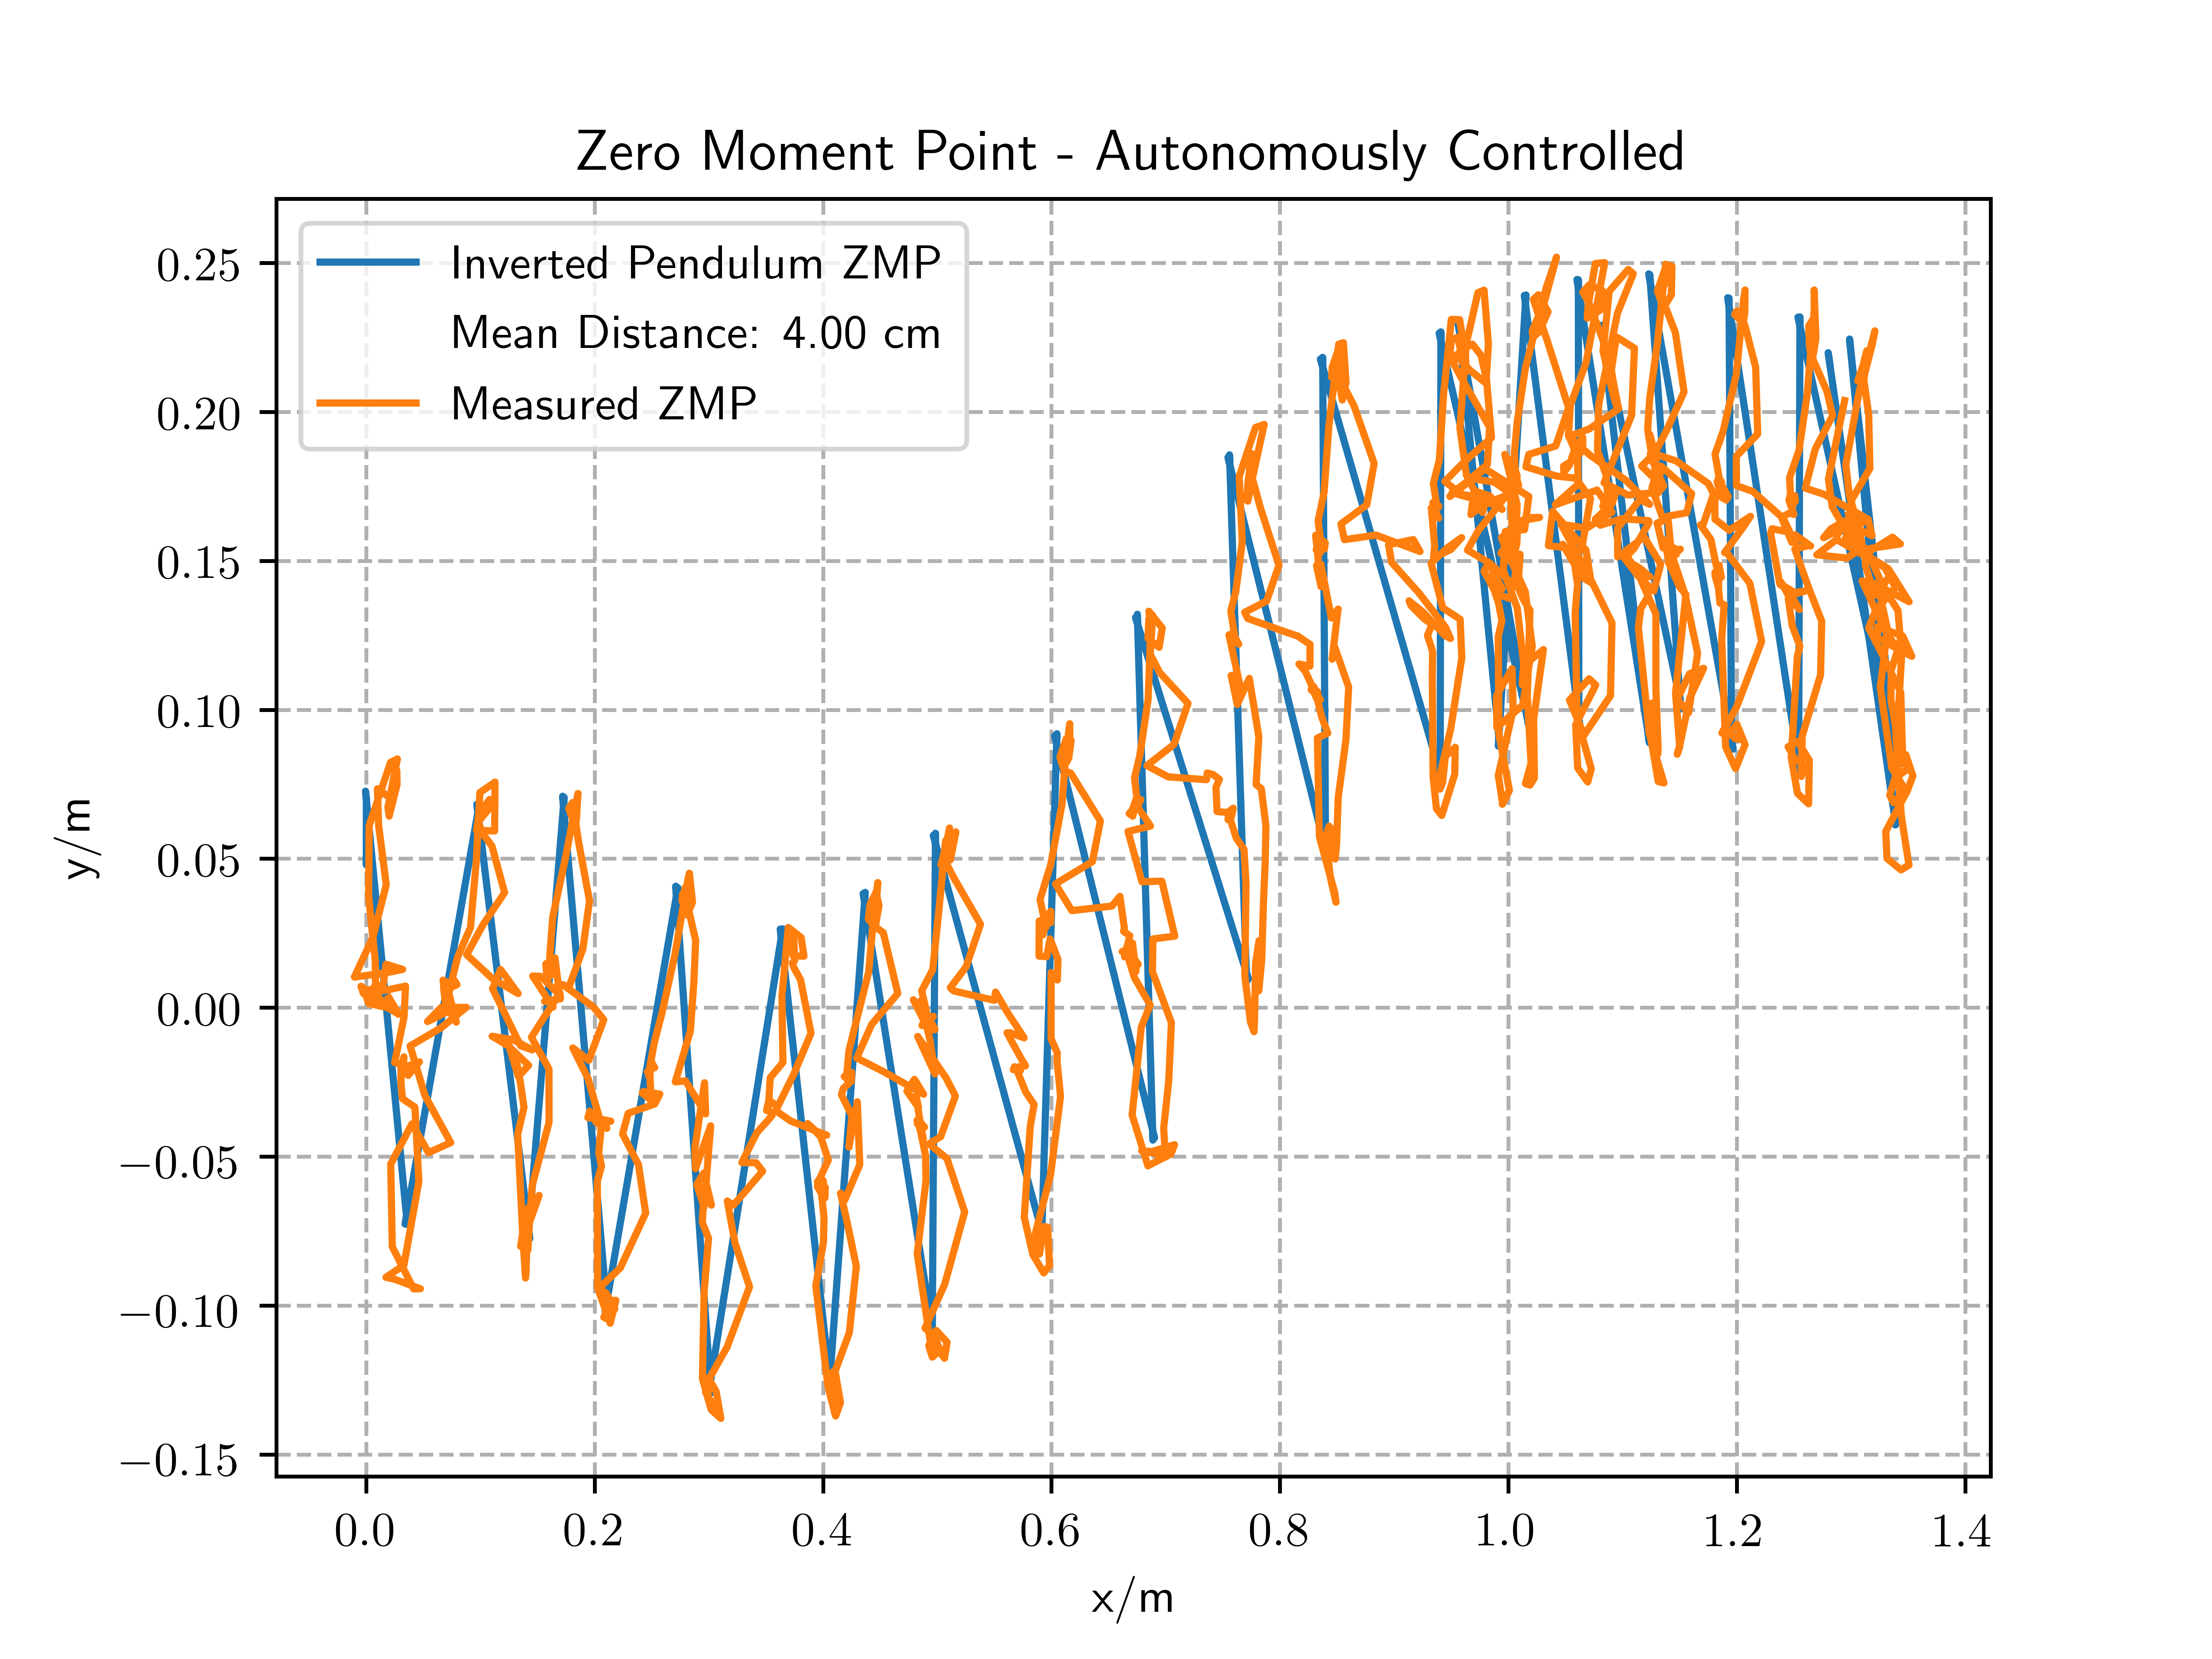 Zero Moment Point - Autonomously Controlled
Inverted Pendulum ZMP
Mean Distance: 4.00 cm
Measured ZMP
0.25
0.20
0.15
0.10
0.05
0.00
−0.05
−0.10
−0.15
y/m
0.0 0.2 0.4 0.6 0.8 1.0 1.2 1.4
x/m